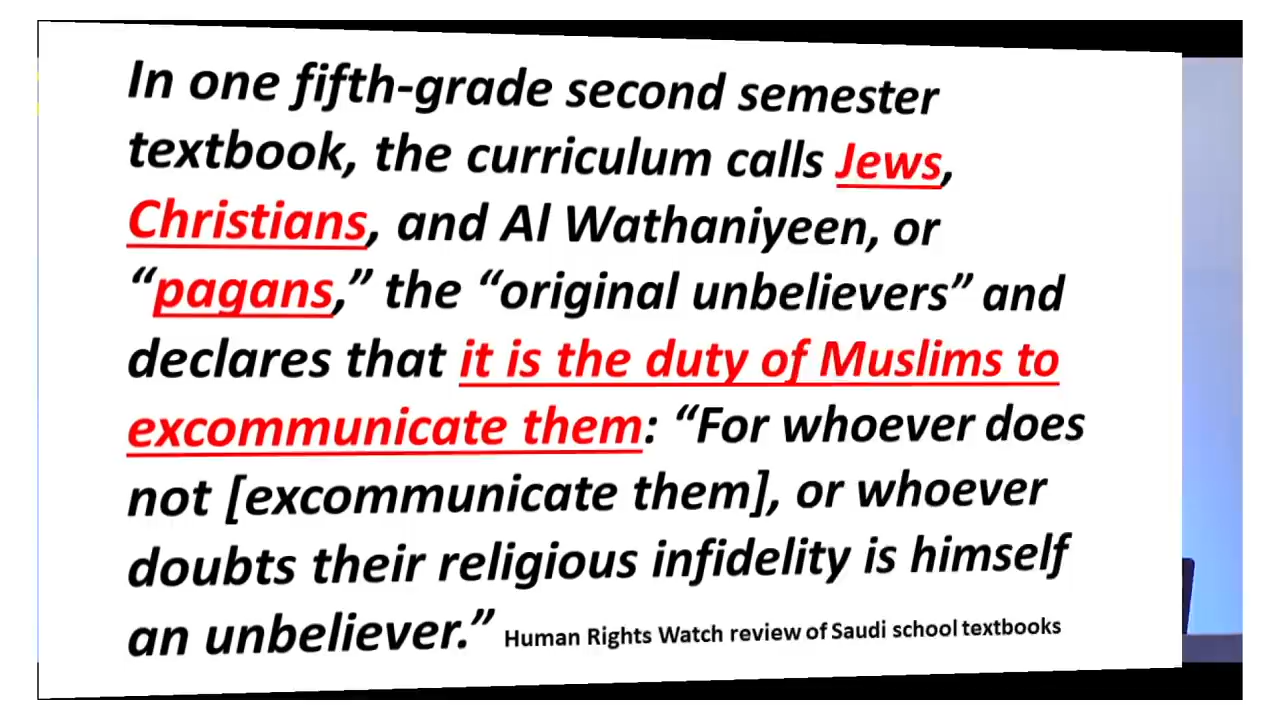 In one fifth-grade second semester
textbook, the curriculum calls Jews,
Christians, and Al Wathaniyeen, or
“pagans,” the “original unbelievers” and
declares that it is the duty of Muslims to
excommunicate them: “For whoever does
not [excommunicate them], or whoever
doubts their religious infidelity is himself
an unbeliever.” Human Rights Watch review of Saudi school textbooks